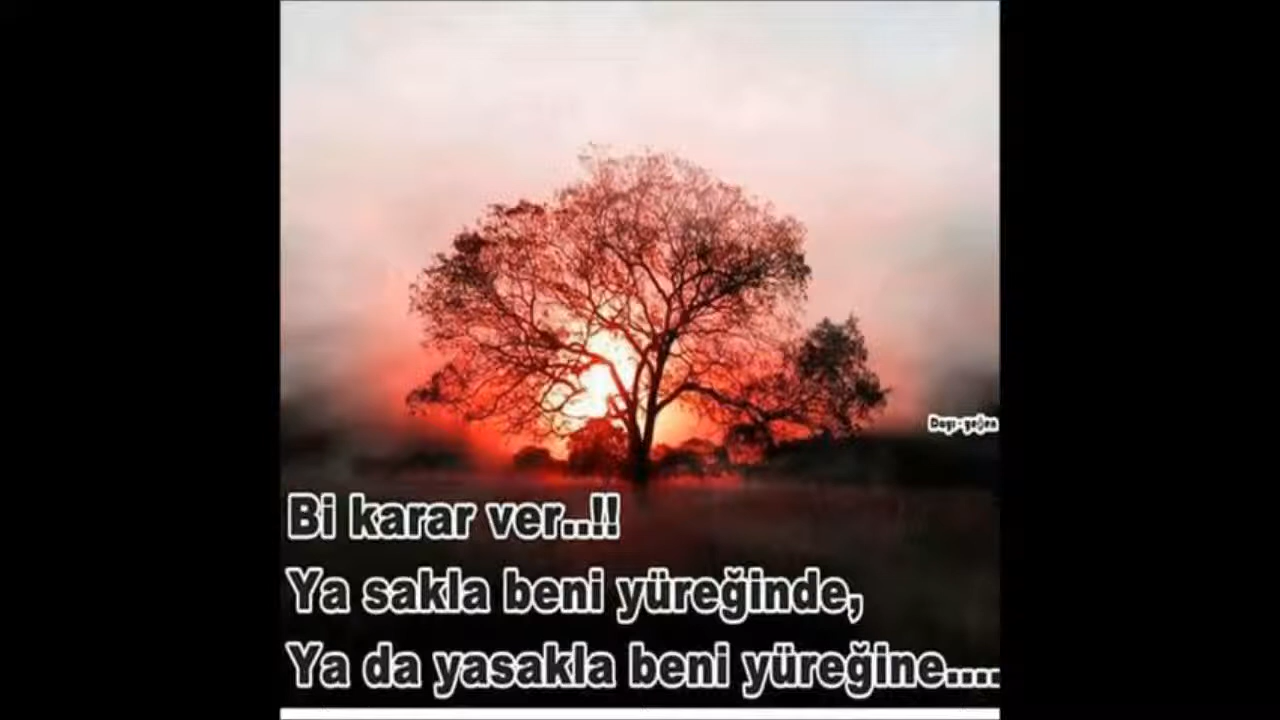 Bi karar ver..!!
Ya sakla beni yüreğinde,
Ya da yasakla beni yüreğine....